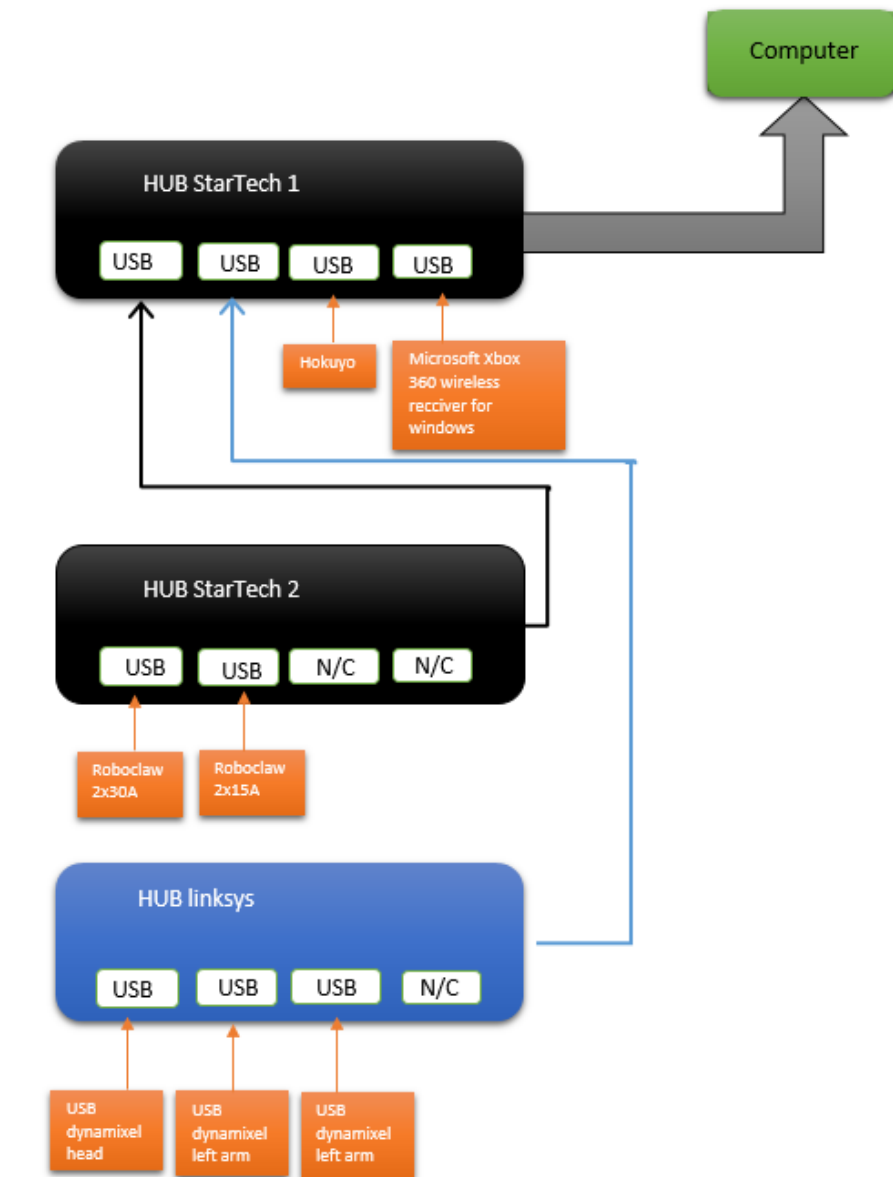 Computer
HUB StarTech 1
USB
USB
USB
USB
Hokuyo
Microsoft Xbox
360 wireless
recciver for
windows
HUB StarTech 2
USB
USB
N/C
N/C
Roboclaw
2x30A
Roboclaw
2x15A
HUB linksys
USB
USB
USB
N/C
USB
dynamixel
head
USB
dynamixel
left arm
USB
dynamixel
left arm